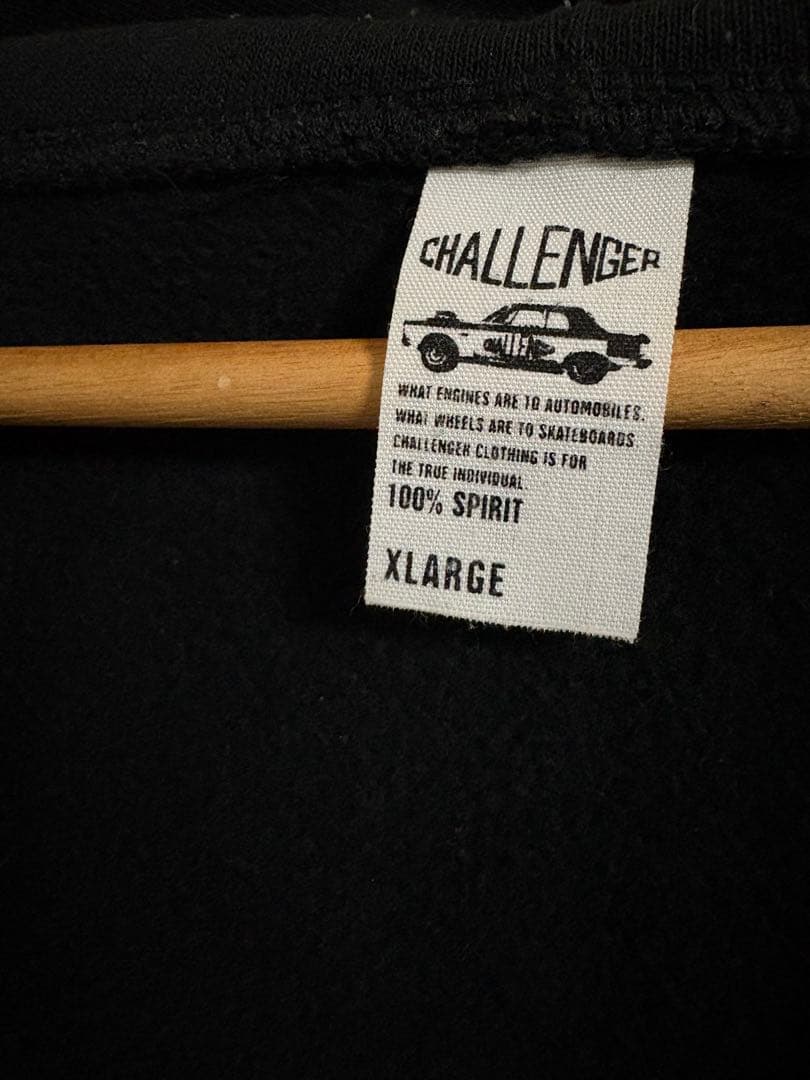 CHALLENGER
WHAT ENGINES ARE TO AUTOMOBILES.
WHAT WHEELS ARE TO SKATEBOARDS
CHALLENGER CLOTHING IS FOR
THE TRUE INDIVIDUAL
100% SPIRIT
XLARGE